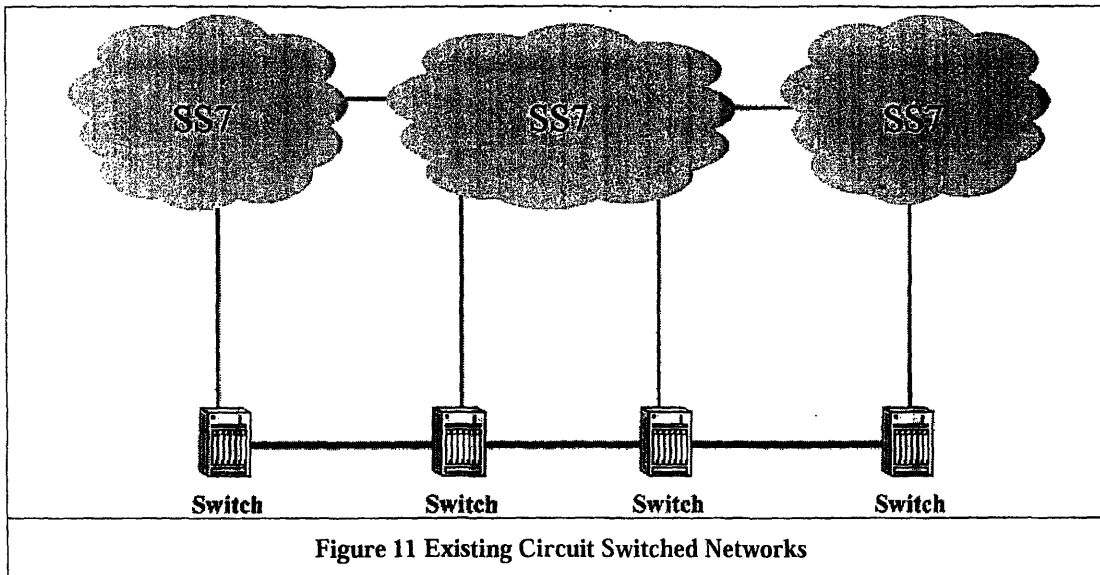 SS7 SS7 SS7
Switch Switch Switch Switch
Figure 11 Existing Circuit Switched Networks